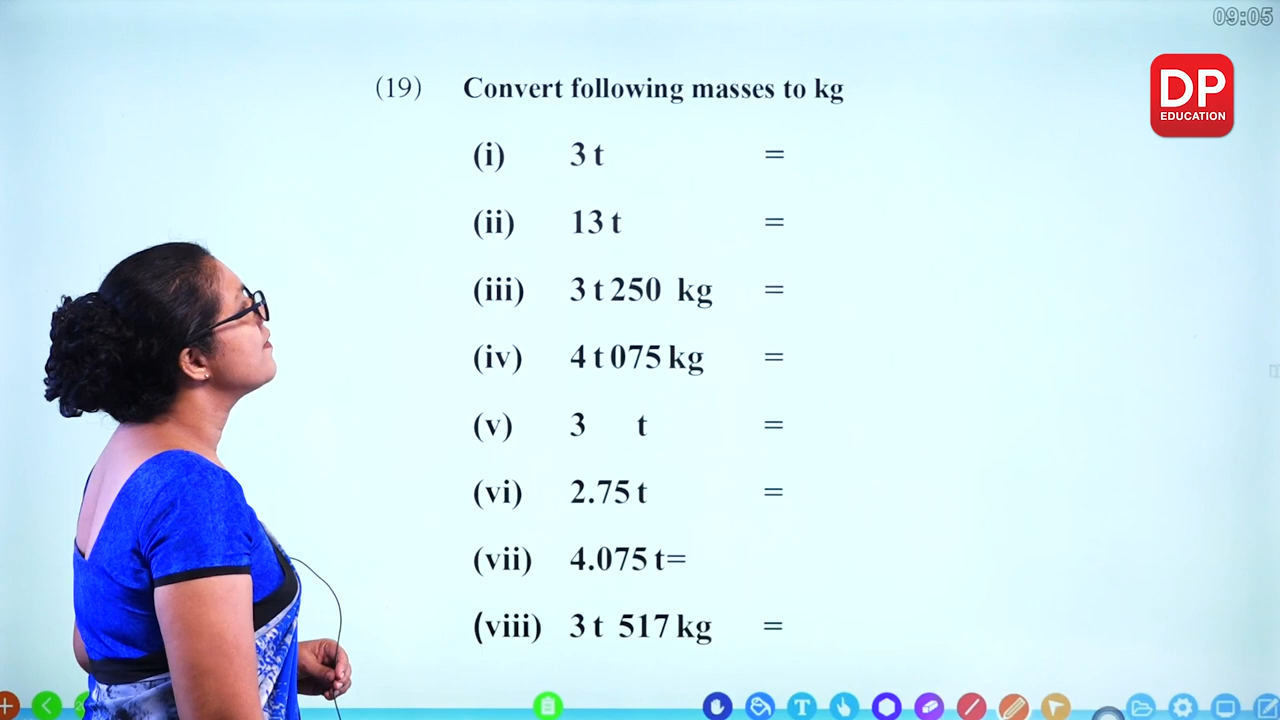 09:05
DP
EDUCATION
(19) Convert following masses to kg
(i) 3 t =
(ii) 13 t =
(iii) 3 t 250 kg =
(iv) 4 t 075 kg =
(v) 3 t =
(vi) 2.75 t =
(vii) 4.075 t=
(viii) 3 t 517 kg =